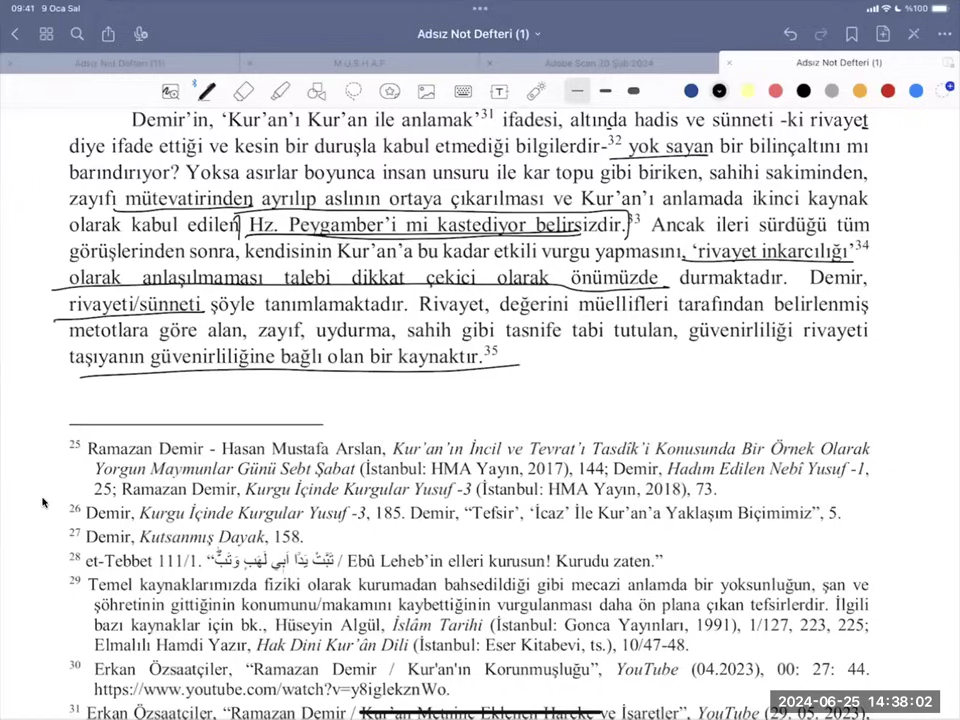 09:41 9 Oca Sal
%100
Adsız Not Defteri (1)
Adsız Not Defteri (11)
M U S H A F
Adobe Scan 20 Şub 2024
Adsız Not Defteri (1)
Demir’in, ‘Kur’an’ı Kur’an ile anlamak’31 ifadesi, altında hadis ve sünneti -ki rivayet
diye ifade ettiği ve kesin bir duruşla kabul etmediği bilgilerdir-32 yok sayan bir bilinçaltını mı
barındırıyor? Yoksa asırlar boyunca insan unsuru ile kar topu gibi biriken, sahihi sakiminden,
zayıfı mütevatirinden ayrılıp aslının ortaya çıkarılması ve Kur’an’ı anlamada ikinci kaynak
olarak kabul edilen Hz. Peygamber’i mi kastediyor belirsizdir.33 Ancak ileri sürdüğü tüm
görüşlerinden sonra, kendisinin Kur’an’a bu kadar etkili vurgu yapmasını, ‘rivayet inkarcılığı’34
olarak anlaşılmaması talebi dikkat çekici olarak önümüzde durmaktadır. Demir,
rivayeti/sünneti şöyle tanımlamaktadır. Rivayet, değerini müellifleri tarafından belirlenmiş
metotlara göre alan, zayıf, uydurma, sahih gibi tasnife tabi tutulan, güvenirliliği rivayeti
taşıyanın güvenirliliğine bağlı olan bir kaynaktır.35
25 Ramazan Demir - Hasan Mustafa Arslan, Kur’an’ın İncil ve Tevrat’ı Tasdîk’i Konusunda Bir Örnek Olarak
Yorgun Maymunlar Günü Sebt Şabat (İstanbul: HMA Yayın, 2017), 144; Demir, Hadım Edilen Nebî Yusuf -1,
25; Ramazan Demir, Kurgu İçinde Kurgular Yusuf -3 (İstanbul: HMA Yayın, 2018), 73.
26 Demir, Kurgu İçinde Kurgular Yusuf -3, 185. Demir, “Tefsir’, ‘İcaz’ İle Kur’an’a Yaklaşım Biçimimiz”, 5.
27 Demir, Kutsanmış Dayak, 158.
28 et-Tebbet 111/1. “تَبَّتْ يَدَٓا اَب۪ي لَهَبٍ وَتَبَّ / Ebû Leheb’in elleri kurusun! Kurudu zaten.”
29 Temel kaynaklarımızda fiziki olarak kurumadan bahsedildiği gibi mecazi anlamda bir yoksunluğun, şan ve
şöhretinin gittiğinin konumunu/makamını kaybettiğinin vurgulanması daha ön plana çıkan tefsirlerdir. İlgili
bazı kaynaklar için bk., Hüseyin Algül, İslâm Tarihi (İstanbul: Gonca Yayınları, 1991), 1/127, 223, 225;
Elmalılı Hamdi Yazır, Hak Dini Kur’ân Dili (İstanbul: Eser Kitabevi, ts.), 10/47-48.
30 Erkan Özsaatçiler, “Ramazan Demir / Kur'an'ın Korunmuşluğu”, YouTube (04.2023), 00: 27: 44.
https://www.youtube.com/watch?v=y8iglekznWo.
31 Erkan Özsaatçiler, “Ramazan Demir / Kur'an Metnine Eklenen Hareke ve İşaretler”, YouTube (29. 05. 2023),
2024-06-25 14:38:02